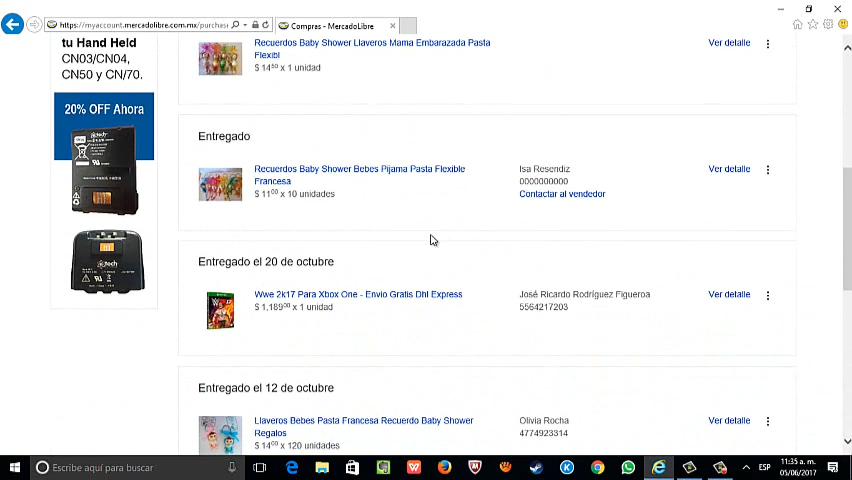 https://myaccount.mercadolibre.com.mx/purchase
Compras - MercadoLibre
tu Hand Held
CN03/CN04,
CN50 y CN/70.
20% OFF Ahora
Recuerdos Baby Shower Llaveros Mama Embarazada Pasta
Flexibl
$ 14⁵⁰ x 1 unidad
Ver detalle
Entregado
Recuerdos Baby Shower Bebes Pijama Pasta Flexible
Francesa
$ 11⁰⁰ x 10 unidades
Isa Resendiz
0000000000
Contactar al vendedor
Ver detalle
Entregado el 20 de octubre
Wwe 2k17 Para Xbox One - Envio Gratis Dhl Express
$ 1,189⁰⁰ x 1 unidad
José Ricardo Rodríguez Figueroa
5564217203
Ver detalle
Entregado el 12 de octubre
Llaveros Bebes Pasta Francesa Recuerdo Baby Shower
Regalos
$ 14⁰⁰ x 120 unidades
Olivia Rocha
4774923314
Ver detalle
Escribe aquí para buscar
ESP
11:35 a. m.
05/06/2017